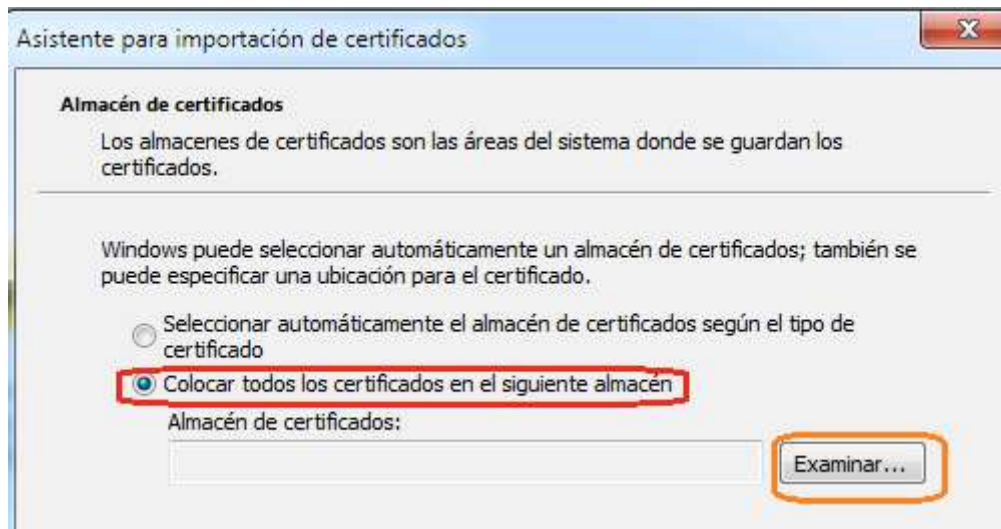 Asistente para importación de certificados
Almacén de certificados
Los almacenes de certificados son las áreas del sistema donde se guardan los
certificados.
Windows puede seleccionar automáticamente un almacén de certificados; también se
puede especificar una ubicación para el certificado.
Seleccionar automáticamente el almacén de certificados según el tipo de
certificado
Colocar todos los certificados en el siguiente almacén
Almacén de certificados:
Examinar...